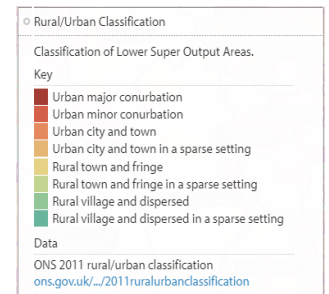 Rural/Urban Classification
Classification of Lower Super Output Areas.
Key
Urban major conurbation
Urban minor conurbation
Urban city and town
Urban city and town in a sparse setting
Rural town and fringe
Rural town and fringe in a sparse setting
Rural village and dispersed
Rural village and dispersed in a sparse setting
Data
ONS 2011 rural/urban classification
ons.gov.uk/.../2011ruralurbanclassification